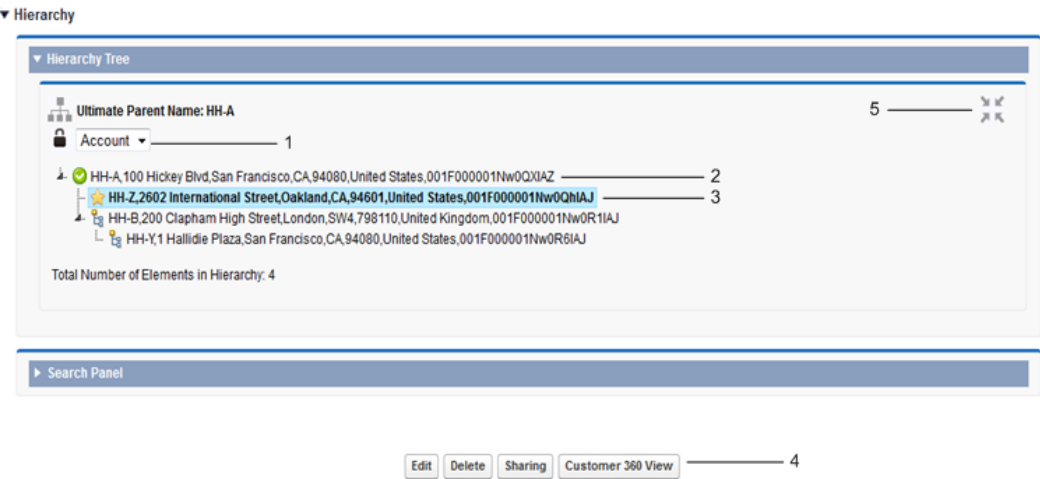 Hierarchy
Hierarchy Tree
Ultimate Parent Name: HH-A
5
Account
1
HH-A,100 Hickey Blvd,San Francisco,CA,94080,United States,001F000001Nw0QXIAZ
2
HH-Z,2602 International Street,Oakland,CA,94601,United States,001F000001Nw0QhIAJ
3
HH-B,200 Clapham High Street,London,SW4,798110,United Kingdom,001F000001Nw0R1IAJ
HH-Y,1 Hallidie Plaza,San Francisco,CA,94080,United States,001F000001Nw0R6IAJ
Total Number of Elements in Hierarchy: 4
Search Panel
Edit Delete Sharing Customer 360 View
4